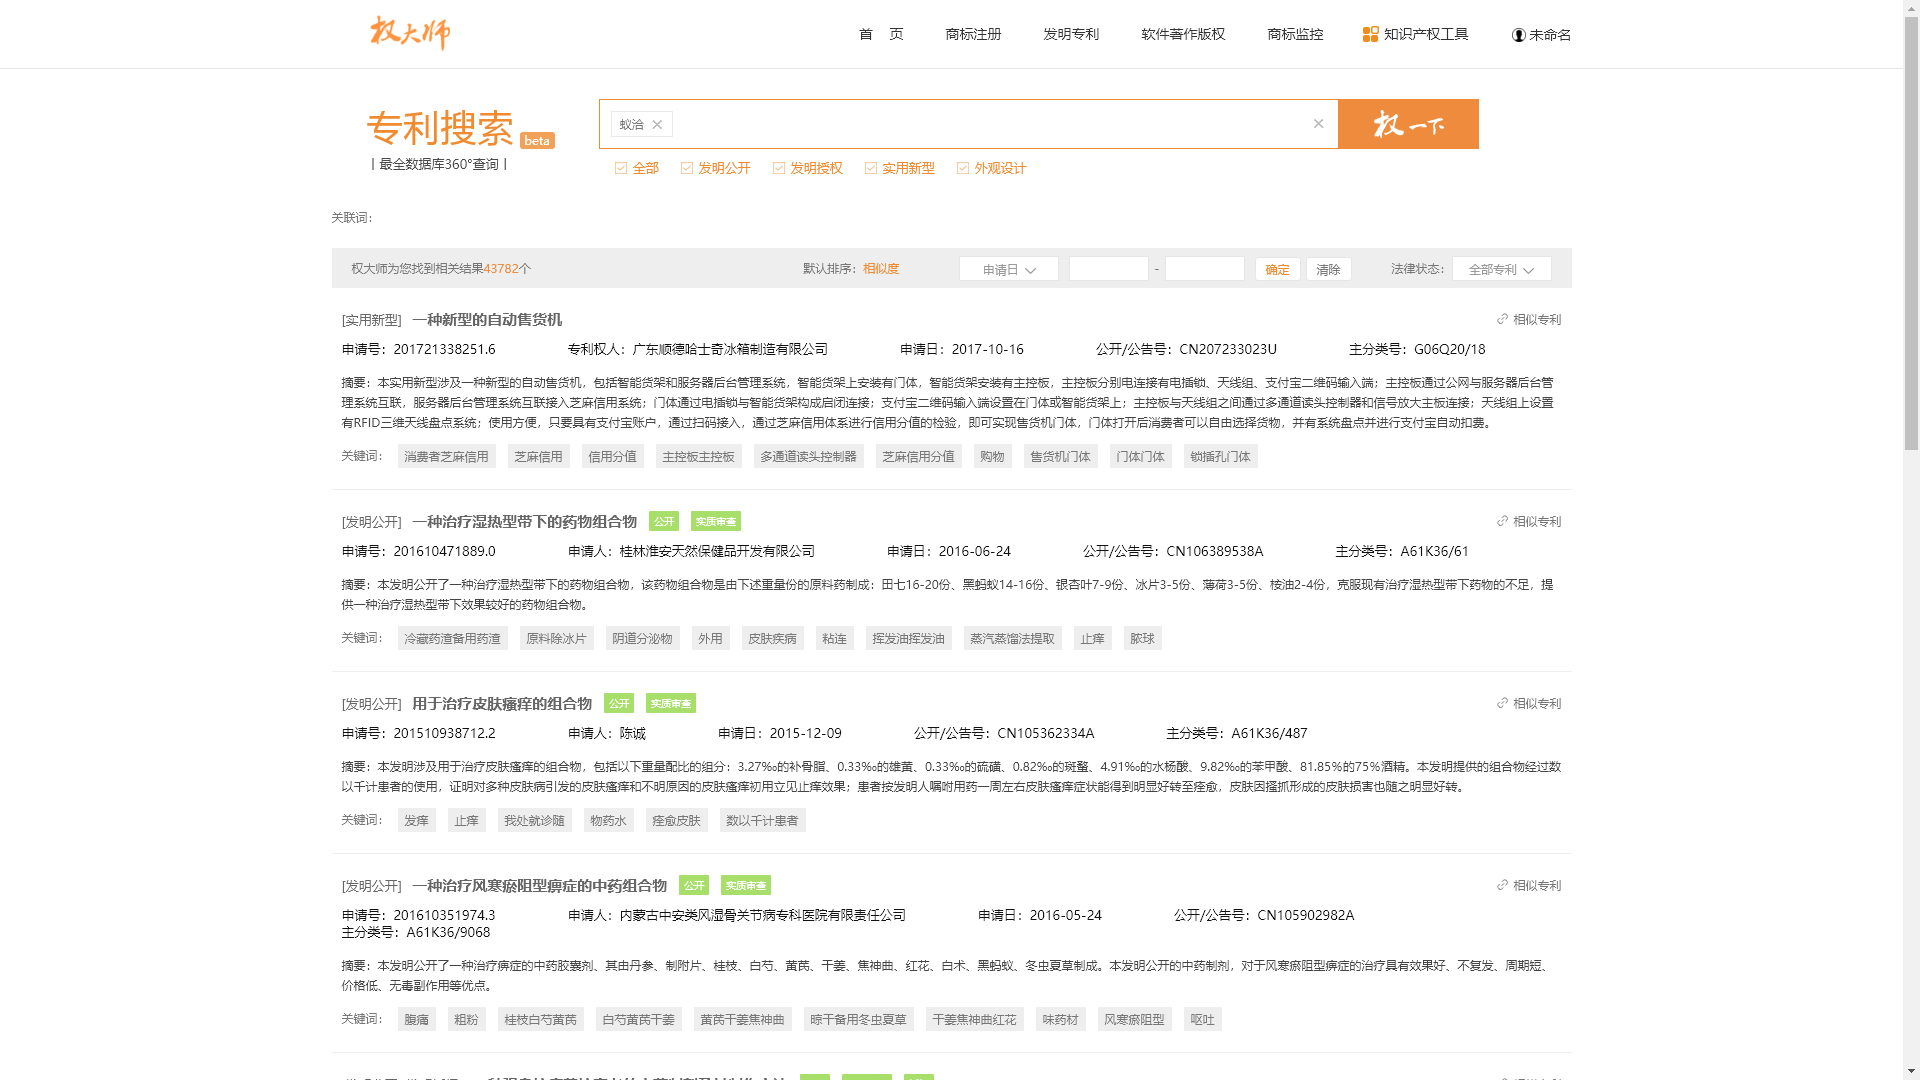 权大师
首 页 商标注册 发明专利 软件著作版权 商标监控 知识产权工具 未命名
专利搜索 beta
丨最全数据库360°查询丨
蚁洽
权一下
全部 发明公开 发明授权 实用新型 外观设计
关联词：
权大师为您找到相关结果43782个 默认排序： 相似度 申请日 - 确定 清除 法律状态： 全部专利
[实用新型] 一种新型的自动售货机 相似专利
申请号：201721338251.6 专利权人：广东顺德哈士奇冰箱制造有限公司 申请日：2017-10-16 公开/公告号：CN207233023U 主分类号：G06Q20/18
摘要：本实用新型涉及一种新型的自动售货机，包括智能货架和服务器后台管理系统，智能货架上安装有门体，智能货架安装有主控板，主控板分别电连接有电插锁、天线组、支付宝二维码输入端；主控板通过公网与服务器后台管
理系统互联，服务器后台管理系统互联接入芝麻信用系统；门体通过电插锁与智能货架构成启闭连接；支付宝二维码输入端设置在门体或智能货架上；主控板与天线组之间通过多通道读头控制器和信号放大主板连接；天线组上设置
有RFID三维天线盘点系统；使用方便，只要具有支付宝账户，通过扫码接入，通过芝麻信用体系进行信用分值的检验，即可实现售货机门体，门体打开后消费者可以自由选择货物，并有系统盘点并进行支付宝自动扣费。
关键词： 消费者芝麻信用 芝麻信用 信用分值 主控板主控板 多通道读头控制器 芝麻信用分值 购物 售货机门体 门体门体 锁插孔门体
[发明公开] 一种治疗湿热型带下的药物组合物 公开 实质审查 相似专利
申请号：201610471889.0 申请人：桂林淮安天然保健品开发有限公司 申请日：2016-06-24 公开/公告号：CN106389538A 主分类号：A61K36/61
摘要：本发明公开了一种治疗湿热型带下的药物组合物，该药物组合物是由下述重量份的原料药制成：田七16-20份、黑蚂蚁14-16份、银杏叶7-9份、冰片3-5份、薄荷3-5份、桉油2-4份，克服现有治疗湿热型带下药物的不足，提
供一种治疗湿热型带下效果较好的药物组合物。
关键词： 冷藏药渣备用药渣 原料除冰片 阴道分泌物 外用 皮肤疾病 粘连 挥发油挥发油 蒸汽蒸馏法提取 止痒 脓球
[发明公开] 用于治疗皮肤瘙痒的组合物 公开 实质审查 相似专利
申请号：201510938712.2 申请人：陈诚 申请日：2015-12-09 公开/公告号：CN105362334A 主分类号：A61K36/487
摘要：本发明涉及用于治疗皮肤瘙痒的组合物，包括以下重量配比的组分：3.27‰的补骨脂、0.33‰的雄黄、0.33‰的硫磺、0.82‰的斑蝥、4.91‰的水杨酸、9.82‰的苯甲酸、81.85%的75%酒精。本发明提供的组合物经过数
以千计患者的使用，证明对多种皮肤病引发的皮肤瘙痒和不明原因的皮肤瘙痒初用立见止痒效果；患者按发明人嘱咐用药一周左右皮肤瘙痒症状能得到明显好转至痊愈，皮肤因搔抓形成的皮肤损害也随之明显好转。
关键词： 发痒 止痒 我处就诊随 物药水 痊愈皮肤 数以千计患者
[发明公开] 一种治疗风寒瘀阻型痹症的中药组合物 公开 实质审查 相似专利
申请号：201610351974.3 申请人：内蒙古中安类风湿骨关节病专科医院有限责任公司 申请日：2016-05-24 公开/公告号：CN105902982A
主分类号：A61K36/9068
摘要：本发明公开了一种治疗痹症的中药胶囊剂、其由丹参、制附片、桂枝、白芍、黄芪、干姜、焦神曲、红花、白术、黑蚂蚁、冬虫夏草制成。本发明公开的中药制剂，对于风寒瘀阻型痹症的治疗具有效果好、不复发、周期短、
价格低、无毒副作用等优点。
关键词： 腹痛 粗粉 桂枝白芍黄芪 白芍黄芪干姜 黄芪干姜焦神曲 晾干备用冬虫夏草 干姜焦神曲红花 味药材 风寒瘀阻型 呕吐